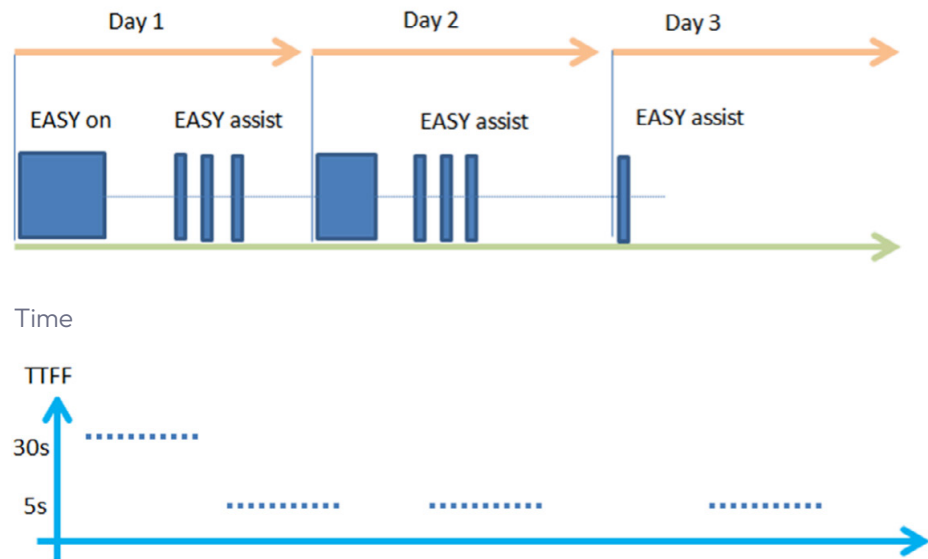 Day 1
Day 2
Day 3
EASY on
EASY assist
EASY assist
EASY assist
Time
TTFF
30s
5s